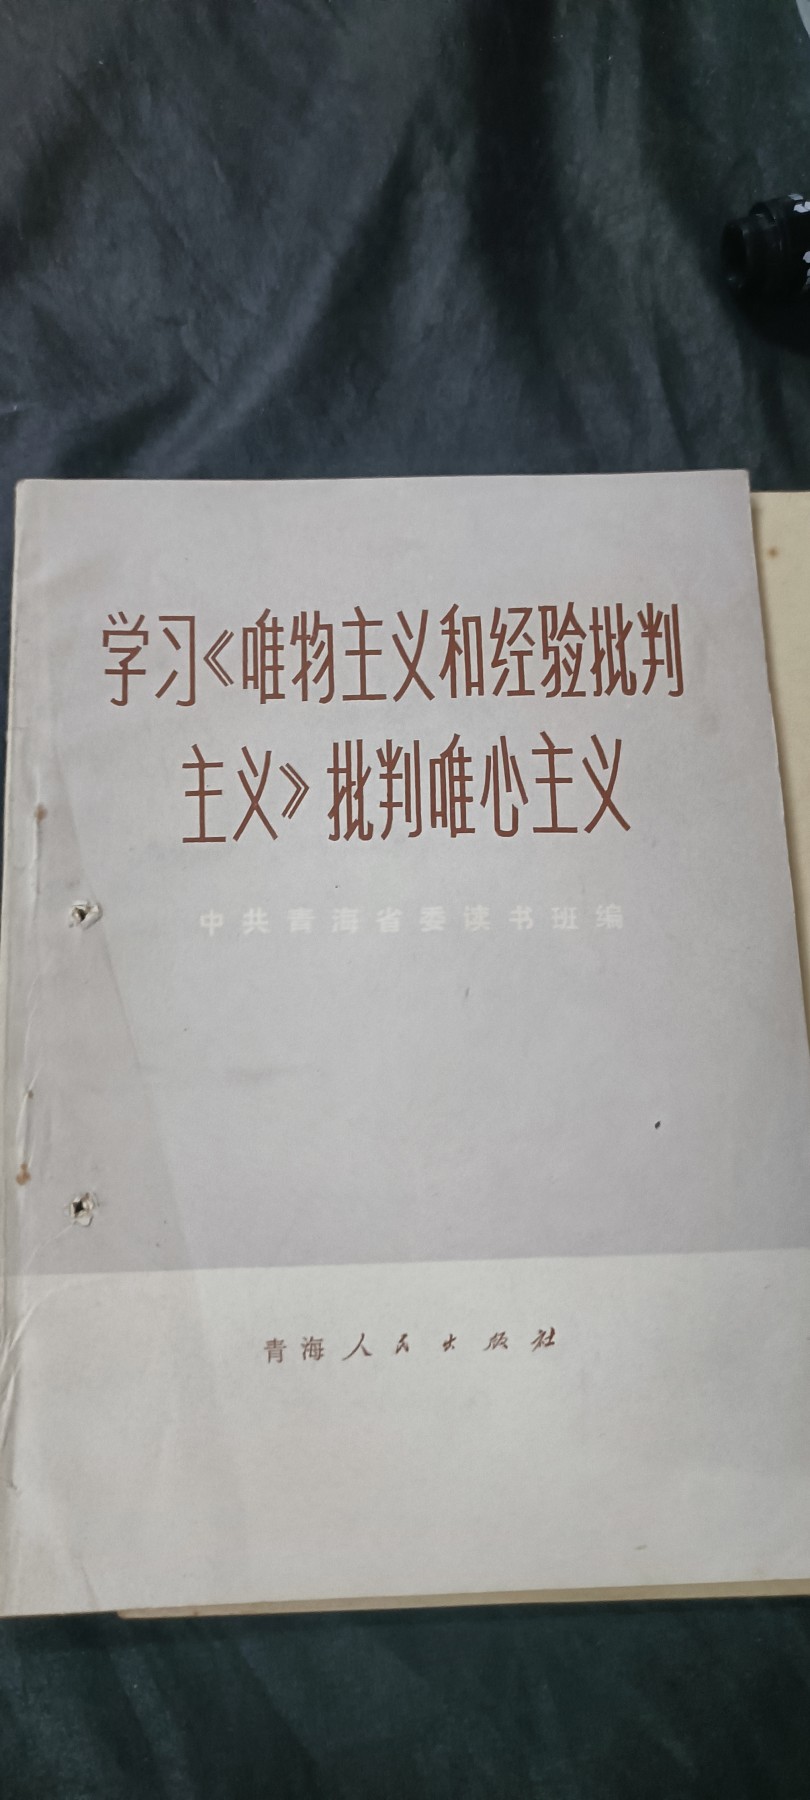 学习《唯物主义和经验批判
主义》批判唯心主义
中共青海省委读书班编
青海人民出版社